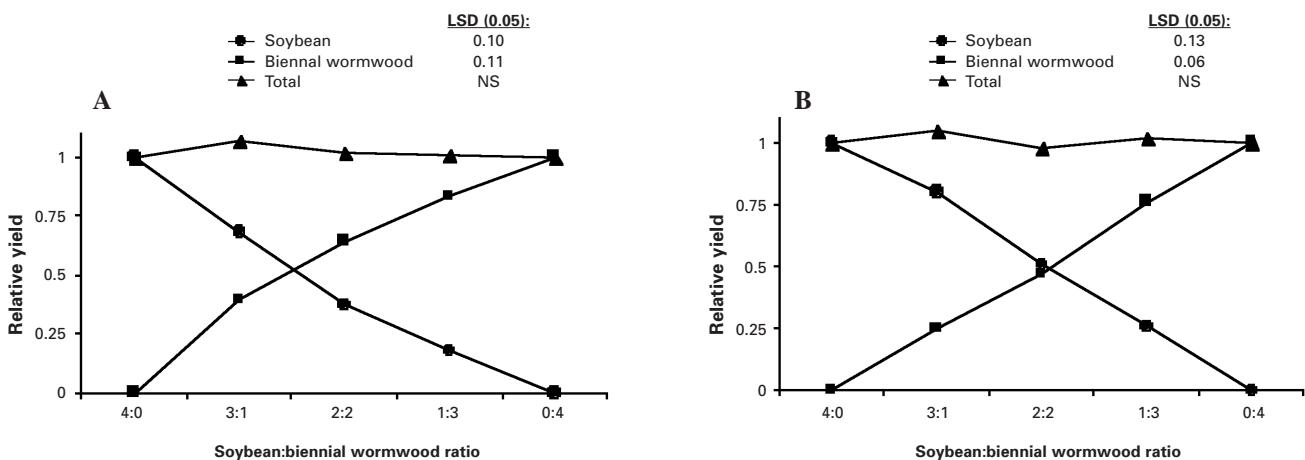 LSD (0.05):
Soybean 0.10
Biennal wormwood 0.11
Total NS
A
1
0.75
0.5
0.25
0
Relative yield
4:0 3:1 2:2 1:3 0:4
Soybean:biennial wormwood ratio
LSD (0.05):
Soybean 0.13
Biennial wormwood 0.06
Total NS
B
1
0.75
0.5
0.25
0
Relative yield
4:0 3:1 2:2 1:3 0:4
Soybean:biennial wormwood ratio